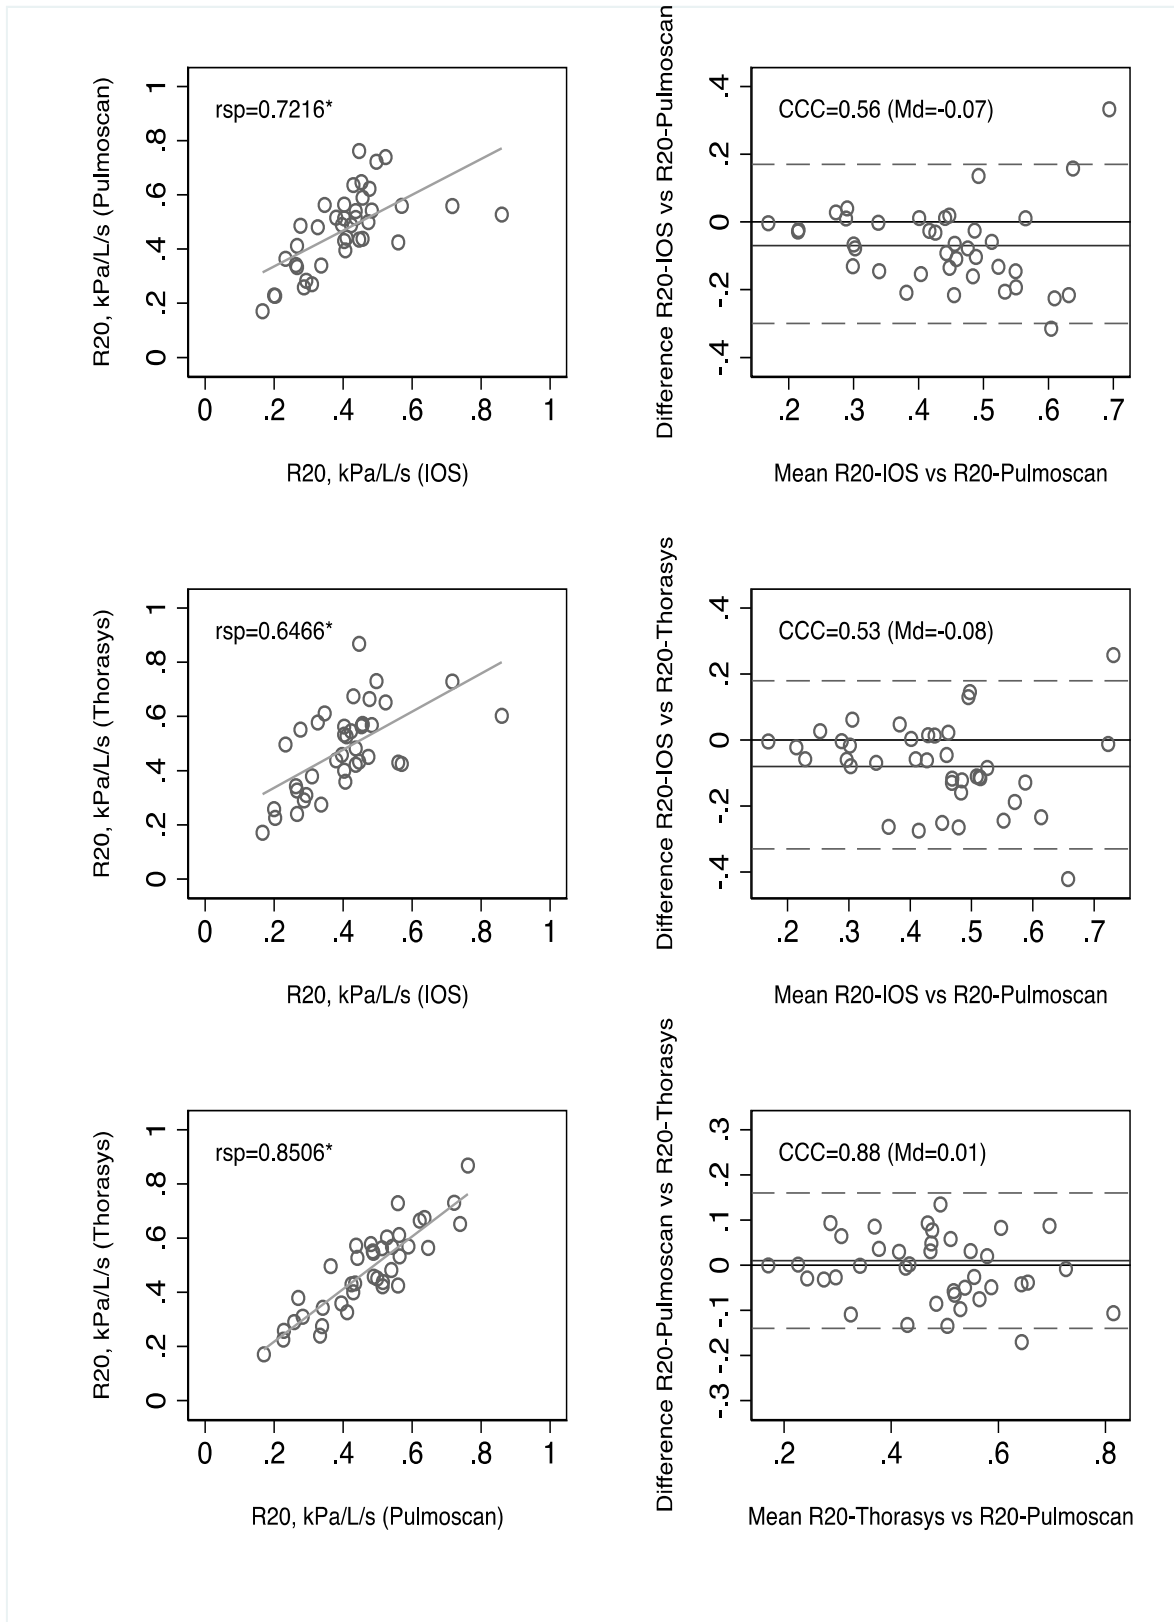 R20, kPa/L/s (Pulmoscan)
1
.8
.6
.4
.2
0
rsp=0.7216*
0 .2 .4 .6 .8 1
R20, kPa/L/s (IOS)
Difference R20-IOS vs R20-Pulmoscan
.4
.2
0
-.2
-.4
CCC=0.56 (Md=-0.07)
.2 .3 .4 .5 .6 .7
Mean R20-IOS vs R20-Pulmoscan
R20, kPa/L/s (Thorasys)
1
.8
.6
.4
.2
0
rsp=0.6466*
0 .2 .4 .6 .8 1
R20, kPa/L/s (IOS)
Difference R20-IOS vs R20-Thorasys
.4
.2
0
-.2
-.4
CCC=0.53 (Md=-0.08)
.2 .3 .4 .5 .6 .7
Mean R20-IOS vs R20-Pulmoscan
R20, kPa/L/s (Thorasys)
1
.8
.6
.4
.2
0
rsp=0.8506*
0 .2 .4 .6 .8 1
R20, kPa/L/s (Pulmoscan)
Difference R20-Pulmoscan vs R20-Thorasys
.3
.2
.1
0
-.1
-.2
-.3
CCC=0.88 (Md=0.01)
.2 .4 .6 .8
Mean R20-Thorasys vs R20-Pulmoscan